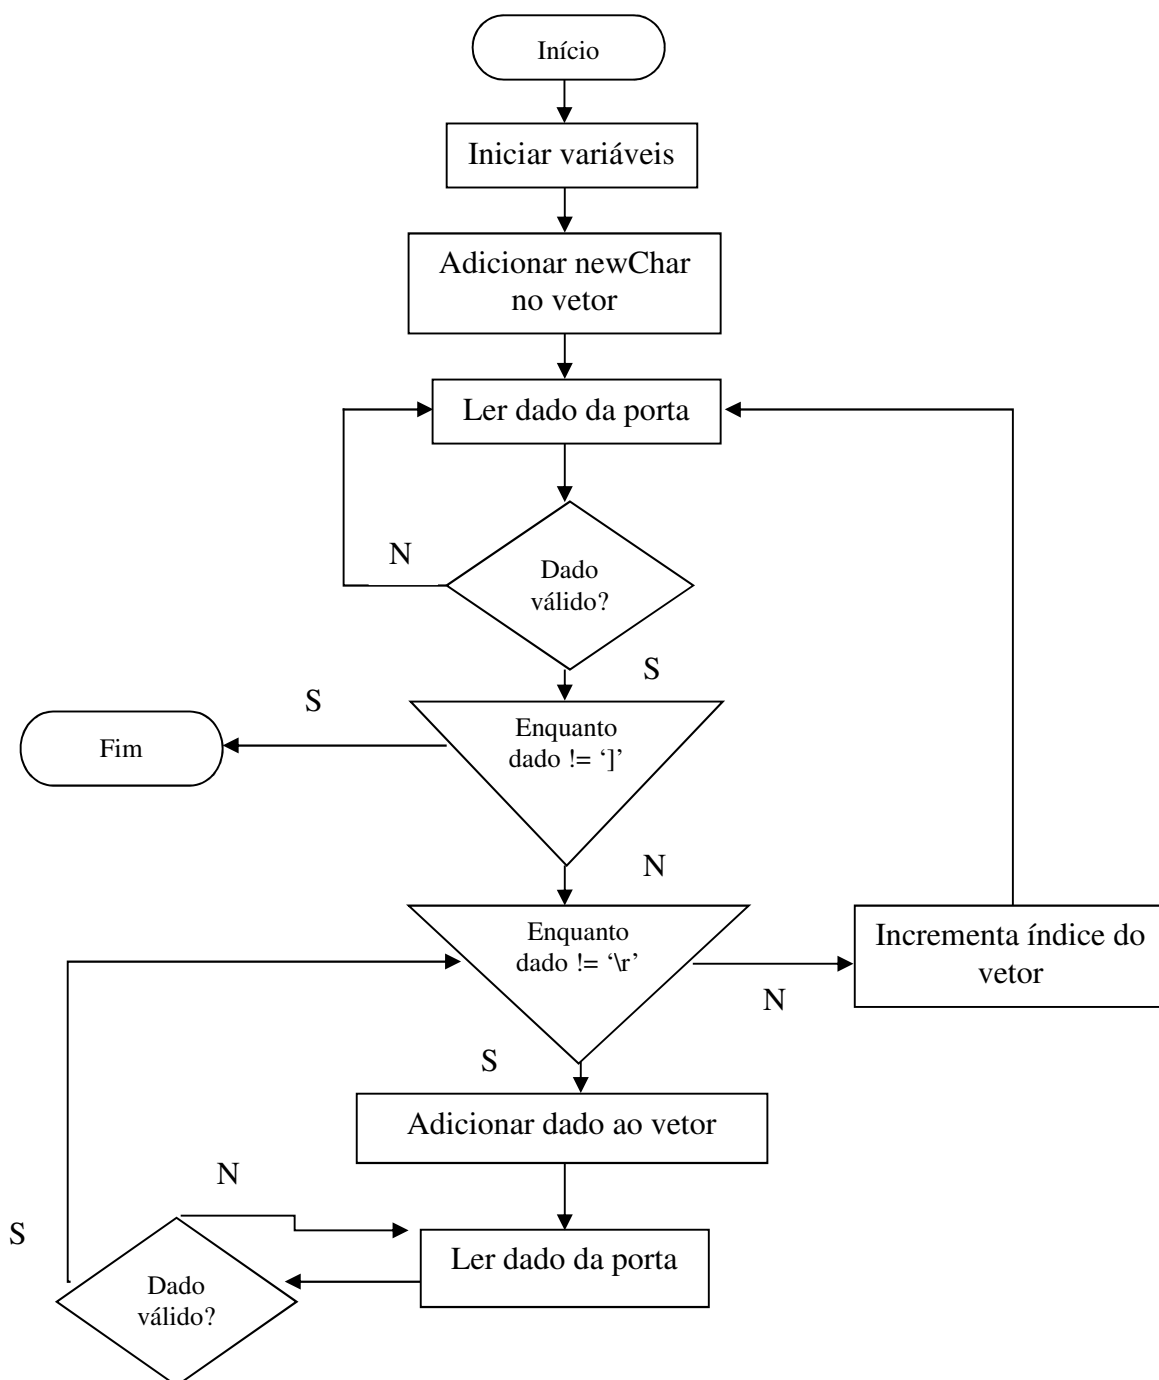 Início
Iniciar variáveis
Adicionar newChar
no vetor
Ler dado da porta
N
Dado
válido?
S
S
Enquanto
dado != ‘]’
Fim
N
Enquanto
dado != ‘\r’
Incrementa índice do
vetor
N
S
Adicionar dado ao vetor
N
S
Ler dado da porta
Dado
válido?